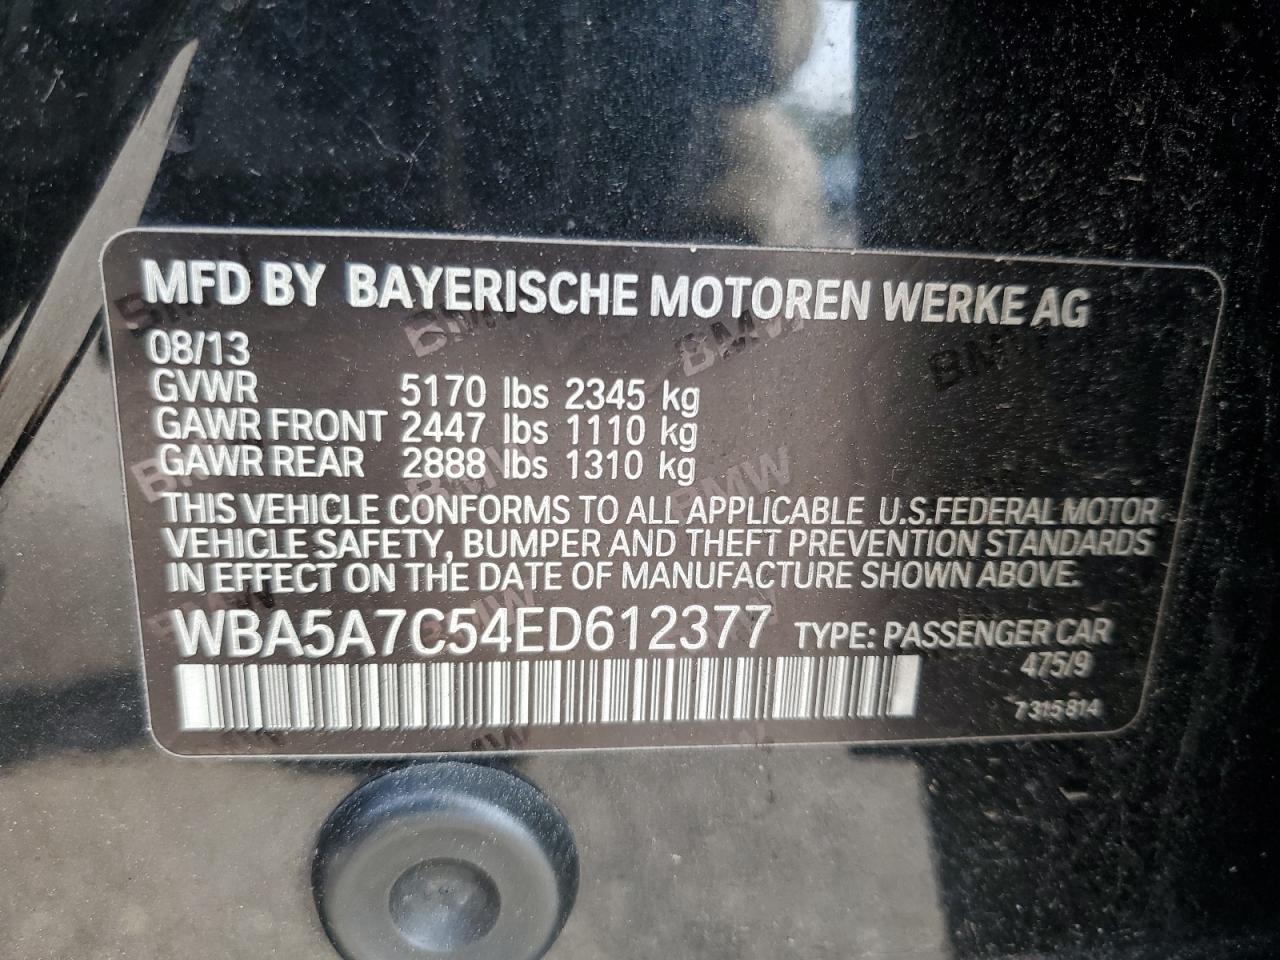 MFD BY BAYERISCHE MOTOREN WERKE AG
08/13
GVWR 5170 lbs 2345 kg
GAWR FRONT 2447 lbs 1110 kg
GAWR REAR 2888 lbs 1310 kg
THIS VEHICLE CONFORMS TO ALL APPLICABLE U.S.FEDERAL MOTOR
VEHICLE SAFETY, BUMPER AND THEFT PREVENTION STANDARDS
IN EFFECT ON THE DATE OF MANUFACTURE SHOWN ABOVE.
WBA5A7C54ED612377 TYPE: PASSENGER CAR
475/9
7 315 814